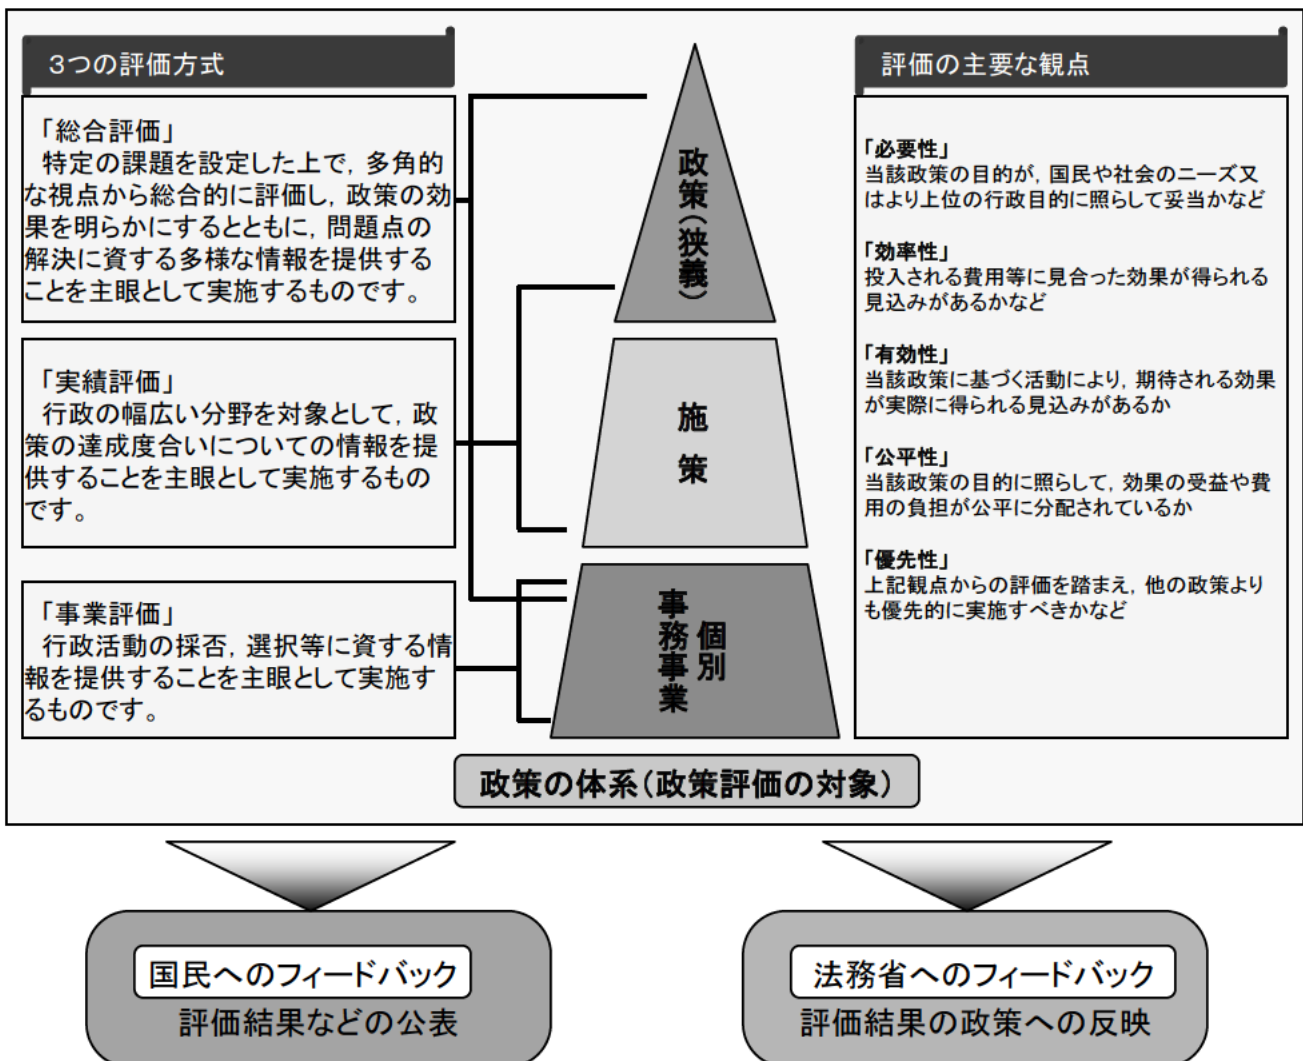 3つの評価方式
「総合評価」
特定の課題を設定した上で，多角的
な視点から総合的に評価し，政策の効
果を明らかにするとともに，問題点の
解決に資する多様な情報を提供する
ことを主眼として実施するものです。
「実績評価」
行政の幅広い分野を対象として，政
策の達成度合いについての情報を提
供することを主眼として実施するもの
です。
「事業評価」
行政活動の採否，選択等に資する情
報を提供することを主眼として実施す
るものです。
政策（狭義）
施策
個別
事務事業
政策の体系（政策評価の対象）
評価の主要な観点
「必要性」
当該政策の目的が，国民や社会のニーズ又
はより上位の行政目的に照らして妥当かなど
「効率性」
投入される費用等に見合った効果が得られる
見込みがあるかなど
「有効性」
当該政策に基づく活動により，期待される効果
が実際に得られる見込みがあるか
「公平性」
当該政策の目的に照らして，効果の受益や費
用の負担が公平に分配されているか
「優先性」
上記観点からの評価を踏まえ，他の政策より
も優先的に実施すべきかなど
国民へのフィードバック
評価結果などの公表
法務省へのフィードバック
評価結果の政策への反映